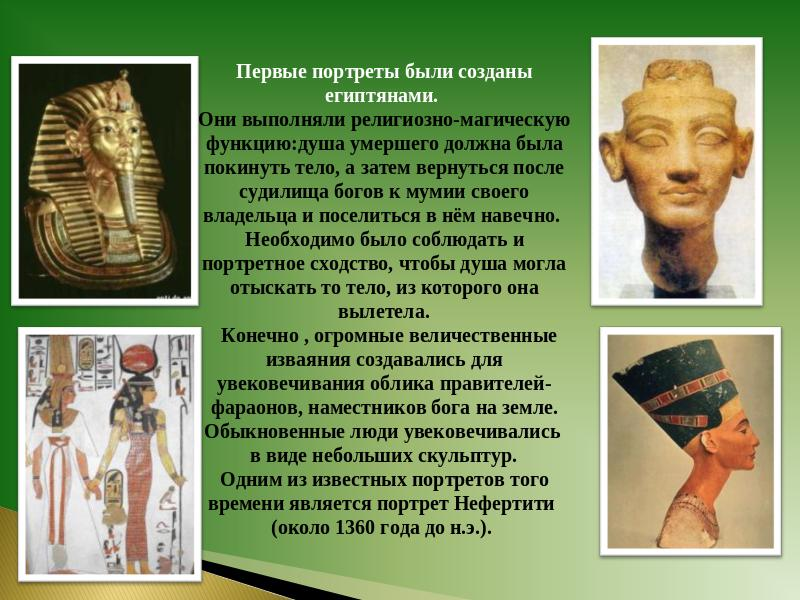 Первые портреты были созданы
египтянами.
Они выполняли религиозно-магическую
функцию:душа умершего должна была
покинуть тело, а затем вернуться после
судилища богов к мумии своего
владельца и поселиться в нём навечно.
Необходимо было соблюдать и
портретное сходство, чтобы душа могла
отыскать то тело, из которого она
вылетела.
Конечно , огромные величественные
изваяния создавались для
увековечивания облика правителей-
фараонов, наместников бога на земле.
Обыкновенные люди увековечивались
в виде небольших скульптур.
Одним из известных портретов того
времени является портрет Нефертити
(около 1360 года до н.э.).